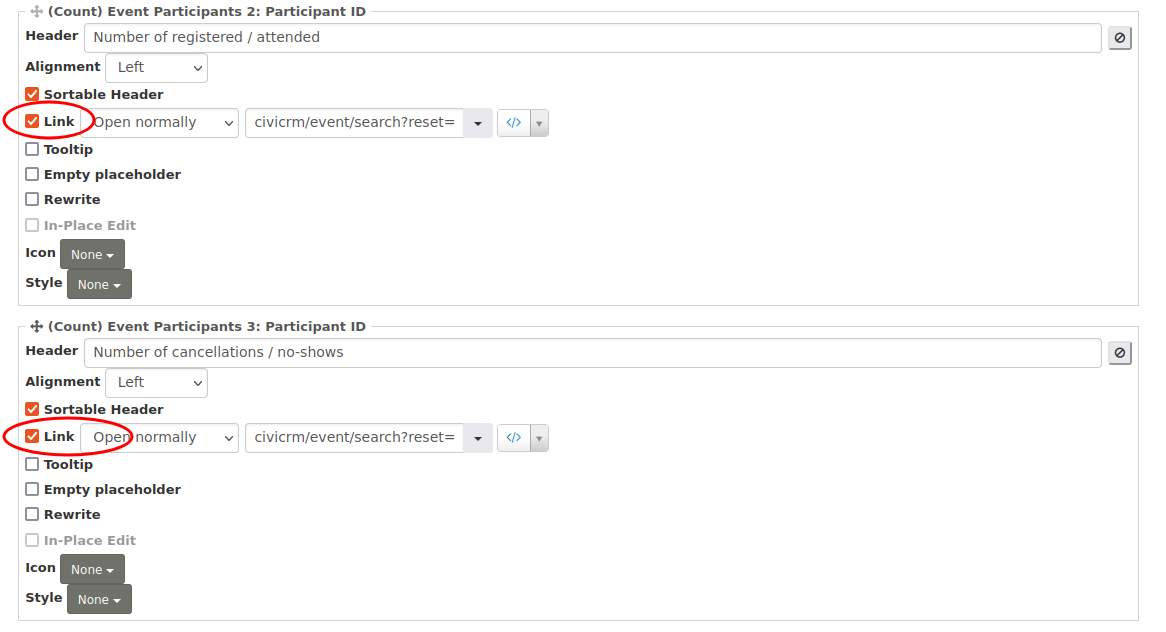 (Count) Event Participants 2: Participant ID
Header Number of registered / attended
Alignment Left
Sortable Header
Link Open normally civicrm/event/search?reset= </>
Tooltip
Empty placeholder
Rewrite
In-Place Edit
Icon None
Style None
(Count) Event Participants 3: Participant ID
Header Number of cancellations / no-shows
Alignment Left
Sortable Header
Link Open normally civicrm/event/search?reset= </>
Tooltip
Empty placeholder
Rewrite
In-Place Edit
Icon None
Style None